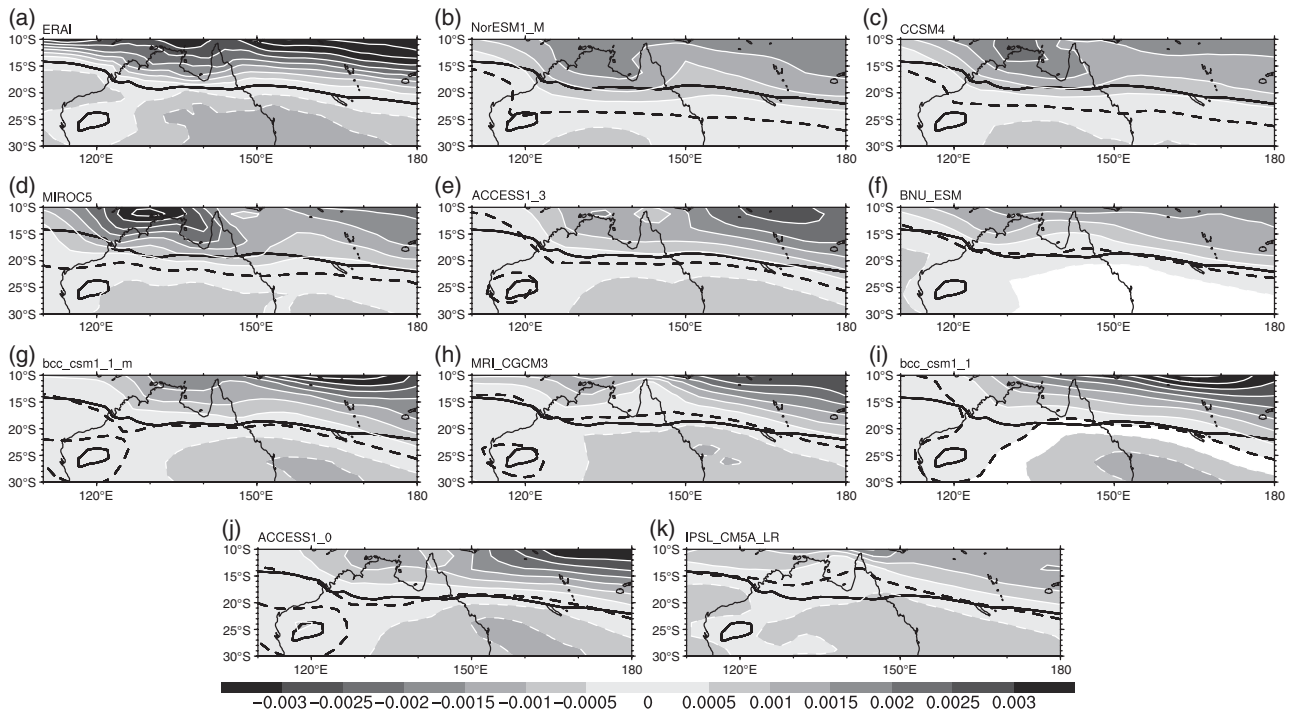 (a) ERAI
(b) NorESM1_M
(c) CCSM4
10°S 10°S 10°S
15°S 15°S 15°S
20°S 20°S 20°S
25°S 25°S 25°S
30°S 30°S 30°S
120°E 150°E 180 120°E 150°E 180 120°E 150°E 180
(d) MIROC5
(e) ACCESS1_3
(f) BNU_ESM
10°S 10°S 10°S
15°S 15°S 15°S
20°S 20°S 20°S
25°S 25°S 25°S
30°S 30°S 30°S
120°E 150°E 180 120°E 150°E 180 120°E 150°E 180
(g) bcc_csm1_1_m
(h) MRI_CGCM3
(i) bcc_csm1_1
10°S 10°S 10°S
15°S 15°S 15°S
20°S 20°S 20°S
25°S 25°S 25°S
30°S 30°S 30°S
120°E 150°E 180 120°E 150°E 180 120°E 150°E 180
(j) ACCESS1_0
(k) IPSL_CM5A_LR
10°S 10°S
15°S 15°S
20°S 20°S
25°S 25°S
30°S 30°S
120°E 150°E 180 120°E 150°E 180
−0.003 −0.0025 −0.002 −0.0015 −0.001 −0.0005 0 0.0005 0.001 0.0015 0.002 0.0025 0.003